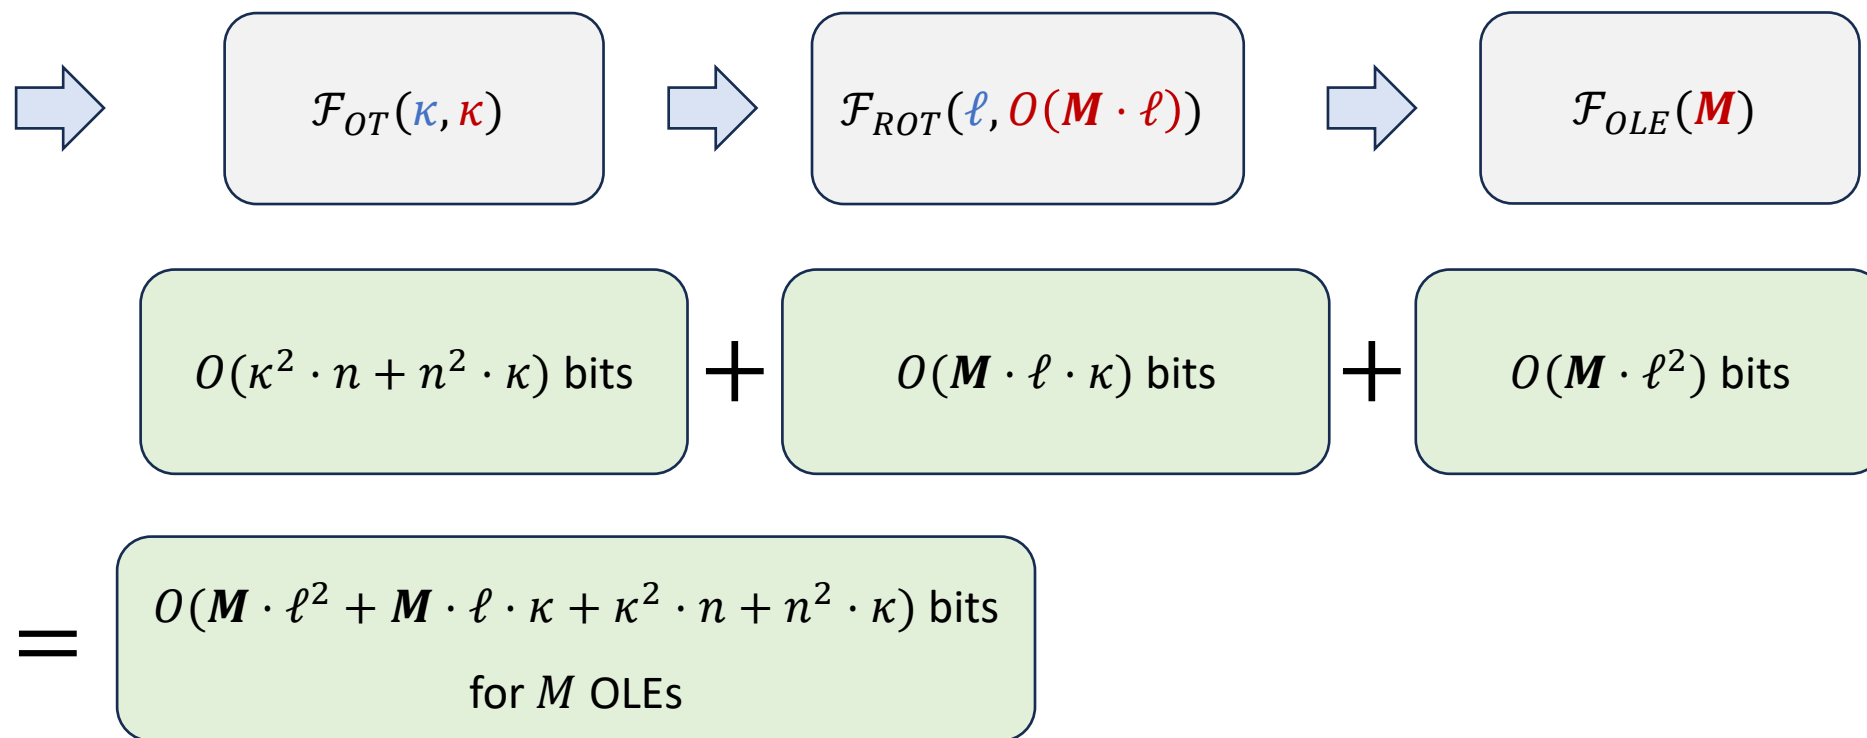 ℱ_OT(κ, κ)
ℱ_ROT(ℓ, O(M · ℓ))
ℱ_OLE(M)
O(κ² · n + n² · κ) bits
+
O(M · ℓ · κ) bits
+
O(M · ℓ²) bits
=
O(M · ℓ² + M · ℓ · κ + κ² · n + n² · κ) bits
for M OLEs